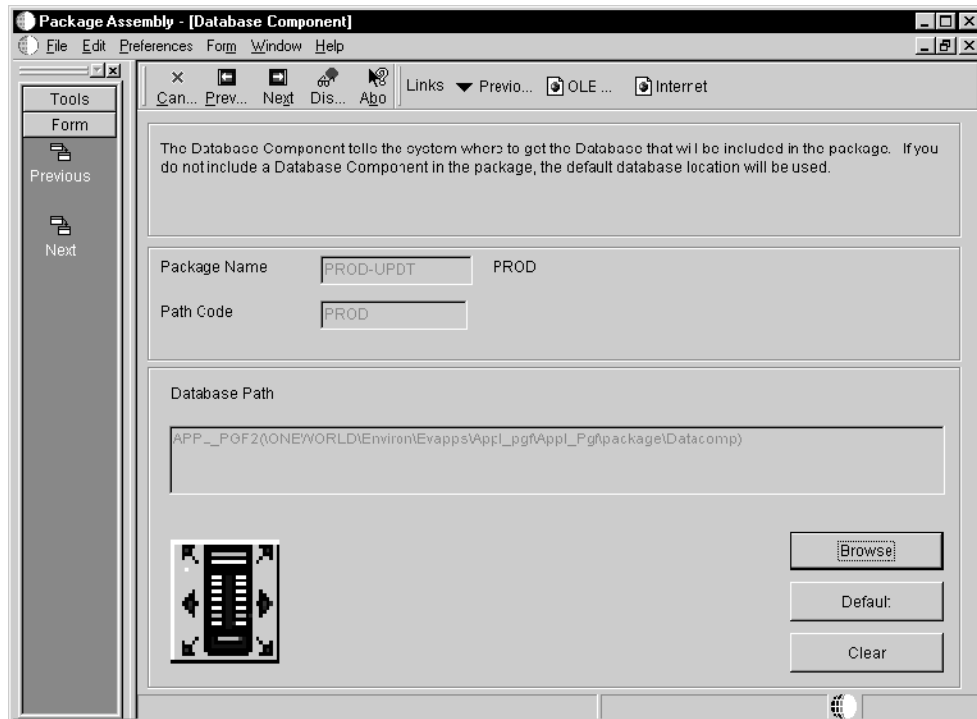 Package Assembly - [Database Component]
File Edit Preferences Form Window Help
Can... Prev... Next Dis... Abo Links Previo... OLE ... Internet
Tools
Form
Previous
Next
The Database Component tells the system where to get the Database that will be included in the package. If you
do not include a Database Component in the package, the default database location will be used.
Package Name PROD-UPDT PROD
Path Code PROD
Database Path
APPL_PGF2(\ONEWORLD\Environ\Evapps\Appl_pgf\Appl_Pgf\package\Datacomp)
Browse
Default
Clear